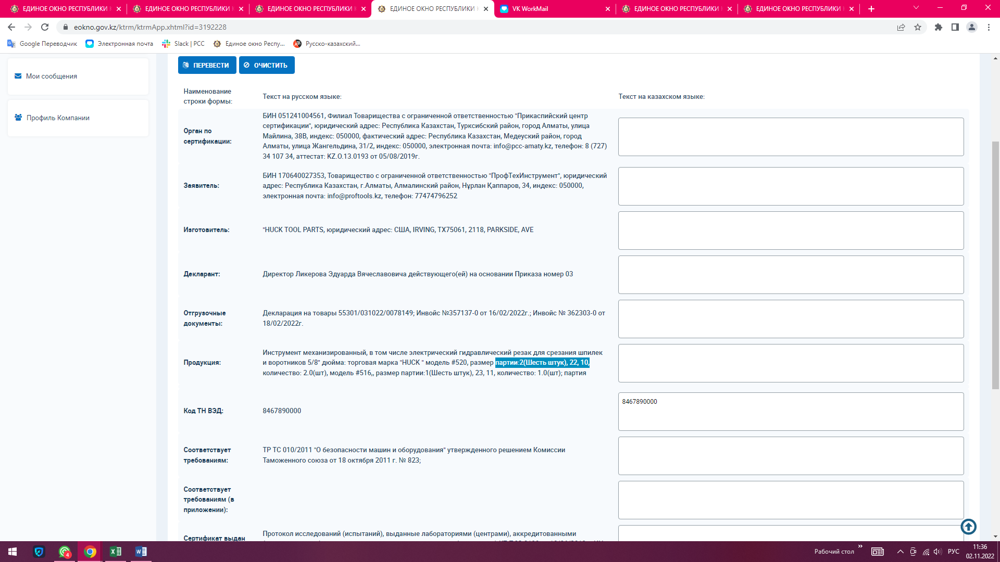 ЕДИНОЕ ОКНО РЕСПУБЛИКИ
ЕДИНОЕ ОКНО РЕСПУБЛИКИ
ЕДИНОЕ ОКНО РЕСПУБЛИКИ
ЕДИНОЕ ОКНО РЕСПУБЛИКИ
VK WorkMail
ЕДИНОЕ ОКНО РЕСПУБЛИКИ
ЕДИНОЕ ОКНО РЕСПУБЛИКИ
eokno.gov.kz/ktrm/ktrmApp.xhtml?id=3192228
Google Переводчик
Электронная почта
Slack | PCC
Единое окно Респу...
Русско-казахский...
Мои сообщения
Профиль Компании
ПЕРЕВЕСТИ
ОЧИСТИТЬ
Наименование
строки формы:
Текст на русском языке:
Текст на казахском языке:
Орган по
сертификации:
БИН 051241004561, Филиал Товарищества с ограниченной ответственностью "Прикаспийский центр
сертификации", юридический адрес: Республика Казахстан, Турксибский район, город Алматы, улица
Майлина, 38В, индекс: 050000, фактический адрес: Республика Казахстан, Медеуский район, город
Алматы, улица Жангельдина, 31/2, индекс: 050000, электронная почта: info@pcc-amaty.kz, телефон: 8 (727)
34 107 34, аттестат: KZ.O.13.0193 от 05/08/2019г.
Заявитель:
БИН 170640027353, Товарищество с ограниченной ответственностью "ПрофТехИнструмент", юридический
адрес: Республика Казахстан, г.Алматы, Алмалинский район, Нұрлан Қаппаров, 34, индекс: 050000,
электронная почта: info@proftools.kz, телефон: 77474796252
Изготовитель:
"HUCK TOOL PARTS, юридический адрес: США, IRVING, TX75061, 2118, PARKSIDE, AVE
Декларант:
Директор Ликерова Эдуарда Вячеславовича действующего(ей) на основании Приказа номер 03
Отгрузочные
документы:
Декларация на товары 55301/031022/0078149; Инвойс №357137-0 от 16/02/2022г.; Инвойс № 362303-0 от
18/02/2022г.
Продукция:
Инструмент механизированный, в том числе электрический гидравлический резак для срезания шпилек
и воротников 5/8" дюйма: торговая марка "HUCK " модель #520, размер партии:2(Шесть штук), 22, 10,
количество: 2.0(шт), модель #516,, размер партии:1(Шесть штук), 23, 11, количество: 1.0(шт); партия
Код ТН ВЭД:
8467890000
8467890000
Соответствует
требованиям:
ТР ТС 010/2011 "О безопасности машин и оборудования" утвержденного решением Комиссии
Таможенного союза от 18 октября 2011 г. № 823;
Соответствует
требованиям (в
приложении):
Сертификат выдан
Протокол исследований (испытаний), выданные лабораториями (центрами), аккредитованными
4
Рабочий стол
РУС
11:36
02.11.2022